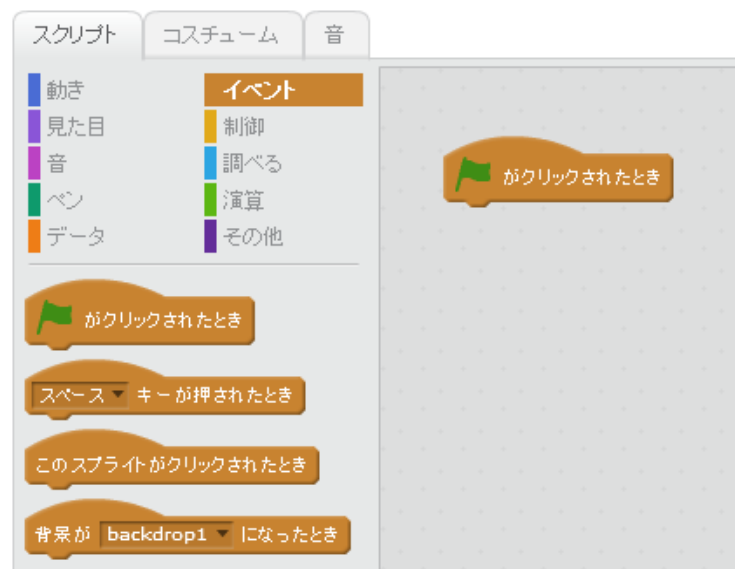 スクリプト コスチューム 音
動き イベント
見た目 制御
音 調べる
ペン 演算
データ その他
がクリックされたとき
がクリックされたとき
スペース キーが押されたとき
このスプライトがクリックされたとき
背景が backdrop1 になったとき